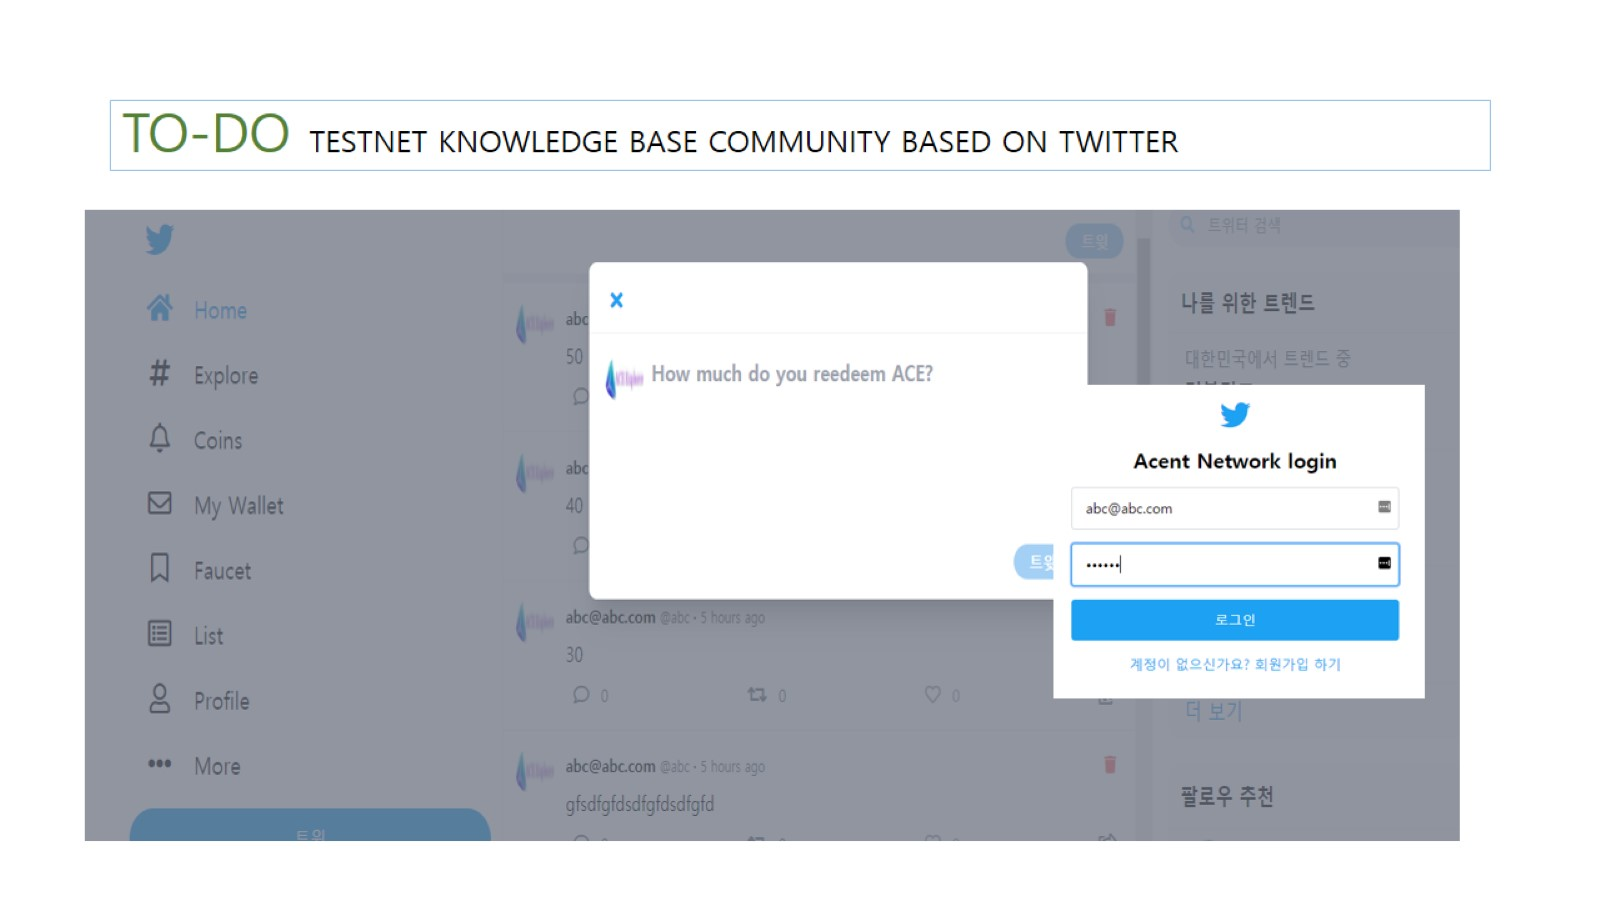 TO-DO TESTNET KNOWLEDGE BASE COMMUNITY BASED ON TWITTER
Home
Explore
Coins
My Wallet
Faucet
List
Profile
More
트윗
트윗
abc
50
abc
40
How much do you reedeem ACE?
트윗
abc@abc.com @abc · 5 hours ago
30
0 0 0
abc@abc.com @abc · 5 hours ago
gfsdfgfdsdfgfdsdfgfd
트위터 검색
나를 위한 트렌드
대한민국에서 트렌드 중
Acent Network login
abc@abc.com
••••••
로그인
계정이 없으신가요? 회원가입 하기
더 보기
팔로우 추천